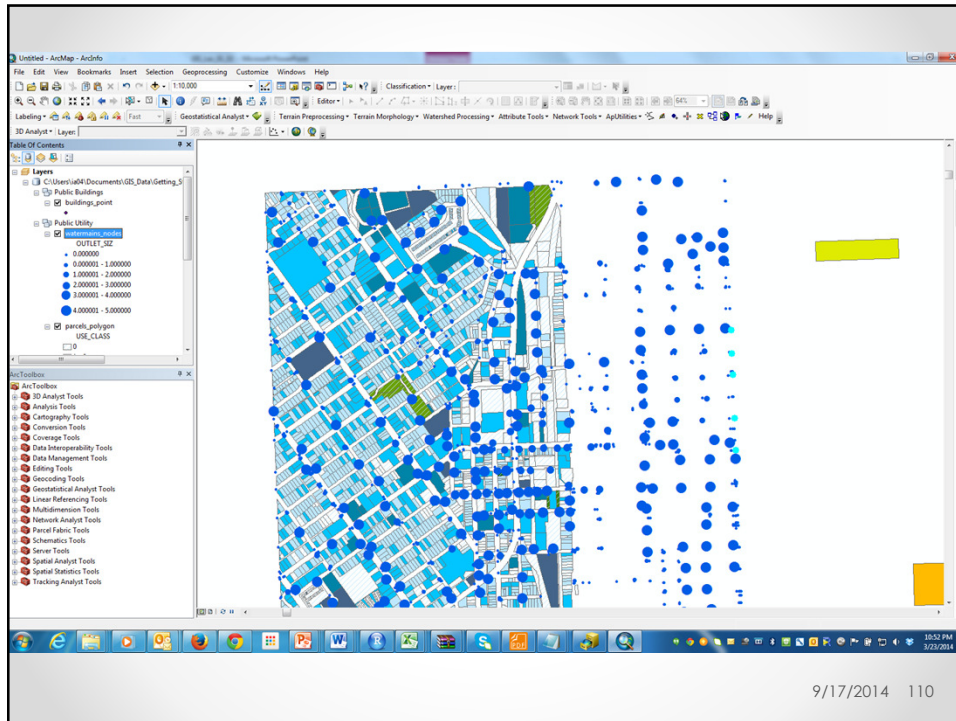 Untitled - ArcMap - ArcInfo
File Edit View Bookmarks Insert Selection Geoprocessing Customize Windows Help
1:10,000 Classification Layer:
Editor 64%
Labeling Fast Geostatistical Analyst Terrain Preprocessing Terrain Morphology Watershed Processing Attribute Tools Network Tools ApUtilities Help
3D Analyst Layer:
Table Of Contents
Layers
C:\Users\ia04\Documents\GIS_Data\Getting_S
Public Buildings
buildings_point
Public Utility
watermains_nodes
OUTLET_SIZ
0.000000
0.000001 - 1.000000
1.000001 - 2.000000
2.000001 - 3.000000
3.000001 - 4.000000
4.000001 - 5.000000
parcels_polygon
USE_CLASS
0
ArcToolbox
ArcToolbox
3D Analyst Tools
Analysis Tools
Cartography Tools
Conversion Tools
Coverage Tools
Data Interoperability Tools
Data Management Tools
Editing Tools
Geocoding Tools
Geostatistical Analyst Tools
Linear Referencing Tools
Multidimension Tools
Network Analyst Tools
Parcel Fabric Tools
Schematics Tools
Server Tools
Spatial Analyst Tools
Spatial Statistics Tools
Tracking Analyst Tools
10:52 PM
3/23/2014
9/17/2014 110